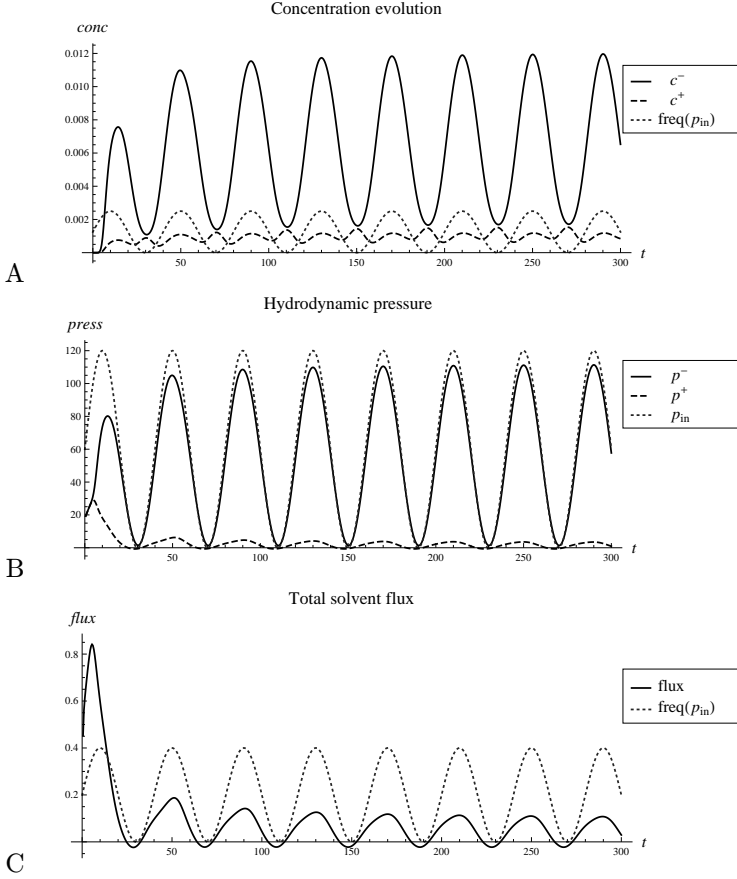 Concentration evolution
conc
0.012
0.010
0.008
0.006
0.004
0.002
50 100 150 200 250 300
t
c⁻
c⁺
freq(p_in)
A
Hydrodynamic pressure
press
120
100
80
60
40
20
50 100 150 200 250 300
t
p⁻
p⁺
p_in
B
Total solvent flux
flux
0.8
0.6
0.4
0.2
50 100 150 200 250 300
t
flux
freq(p_in)
C